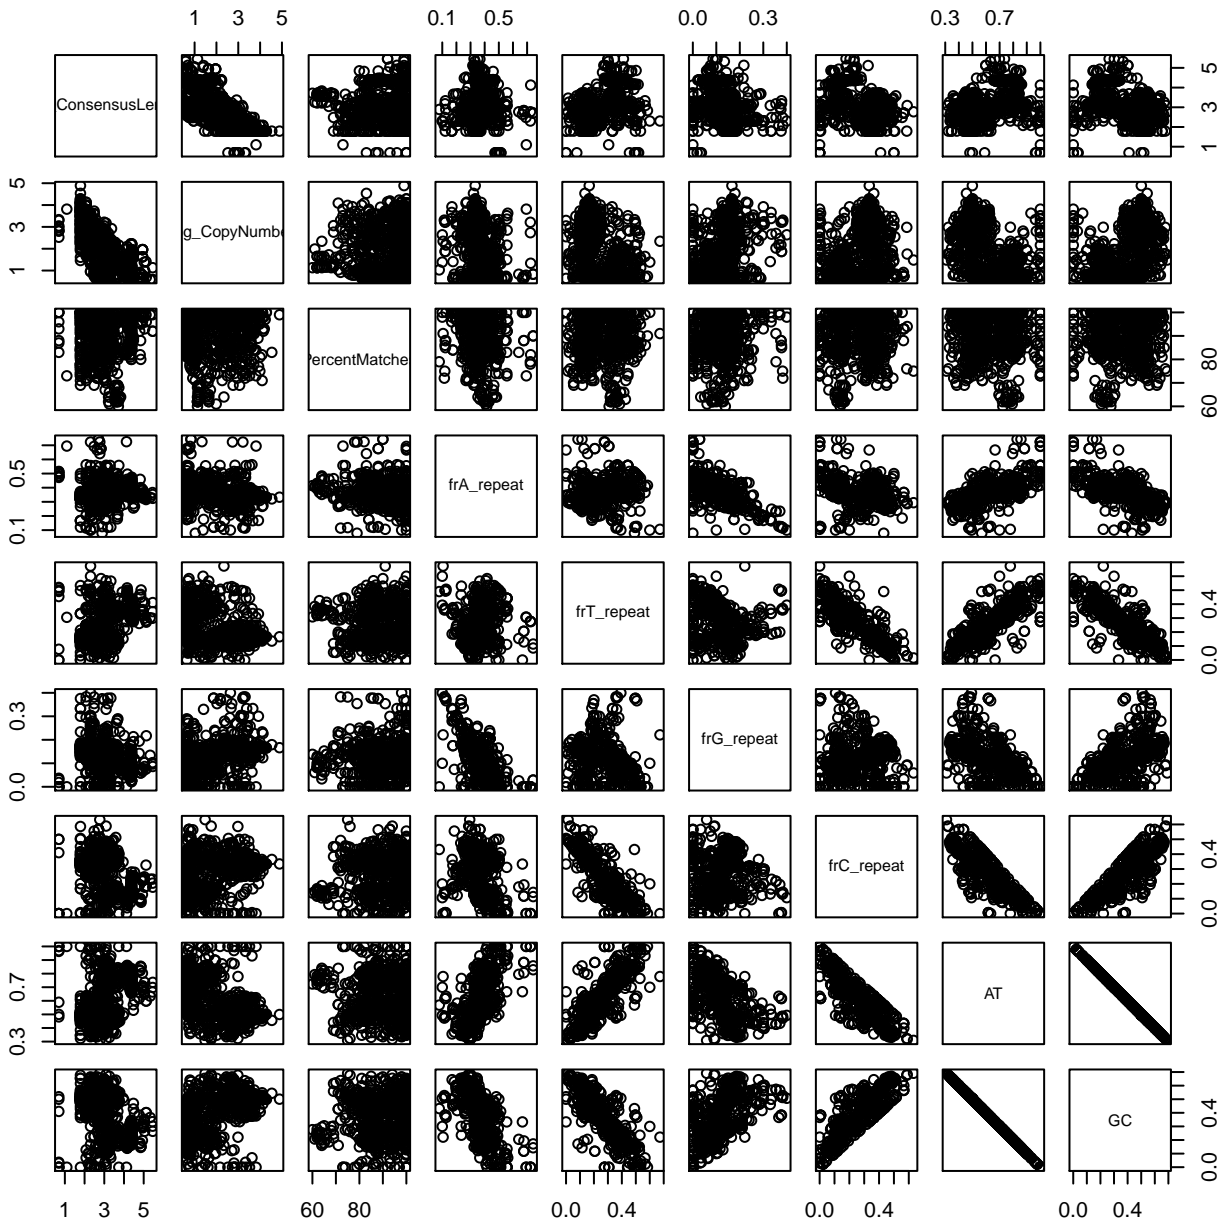 1 3 5 0.1 0.5 0.0 0.3 0.3 0.7
ConsensusLe 1 3 5
1 3 5 g_CopyNumb
PercentMatche 60 80
0.1 0.5 frA_repeat
frT_repeat 0.0 0.4
0.0 0.3 frG_repeat
frC_repeat 0.0 0.4
0.3 0.7 AT
GC 0.0 0.4
1 3 5 60 80 0.0 0.4 0.0 0.4 0.0 0.4